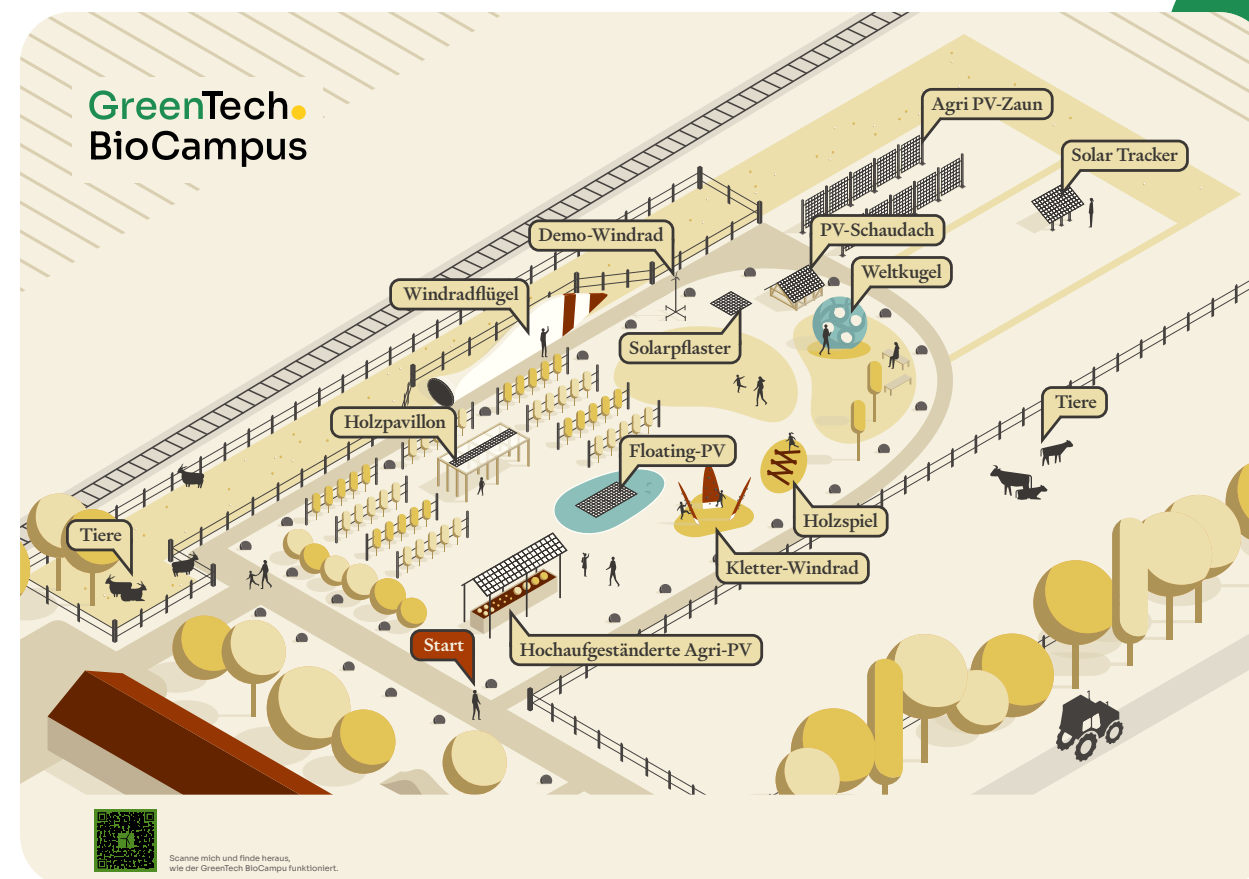 GreenTech
BioCampus
Agri PV-Zaun
Solar Tracker
Demo-Windrad
PV-Schaudach
Weltkugel
Windradflügel
Solarpflaster
Tiere
Holzpavillon
Floating-PV
Holzspiel
Tiere
Kletter-Windrad
Start
Hochaufgeständerte Agri-PV
Scanne mich und finde heraus,
wie der GreenTech BioCampu funktioniert.